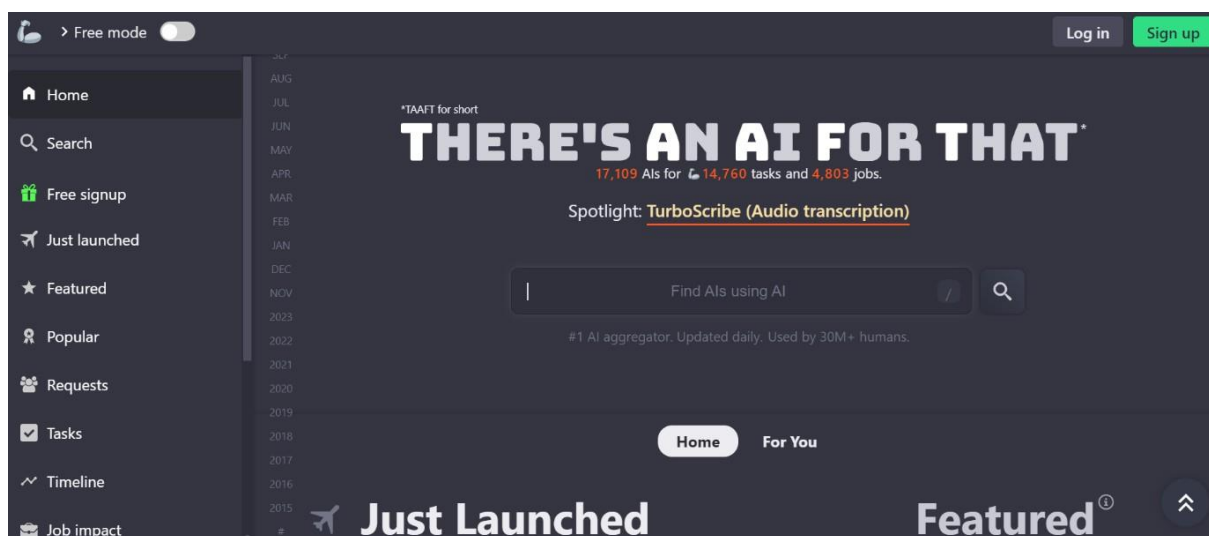 > Free mode
Log in
Sign up
Home
Search
Free signup
Just launched
Featured
Popular
Requests
Tasks
Timeline
Job impact
AUG
JUL
JUN
MAY
APR
MAR
FEB
JAN
DEC
NOV
2023
2022
2021
2020
2019
2018
2017
2016
2015
*TAAFT for short
THERE'S AN AI FOR THAT*
17,109 AIs for 14,760 tasks and 4,803 jobs.
Spotlight: TurboScribe (Audio transcription)
Find AIs using AI /
#1 AI aggregator. Updated daily. Used by 30M+ humans.
Home For You
Just Launched
Featured